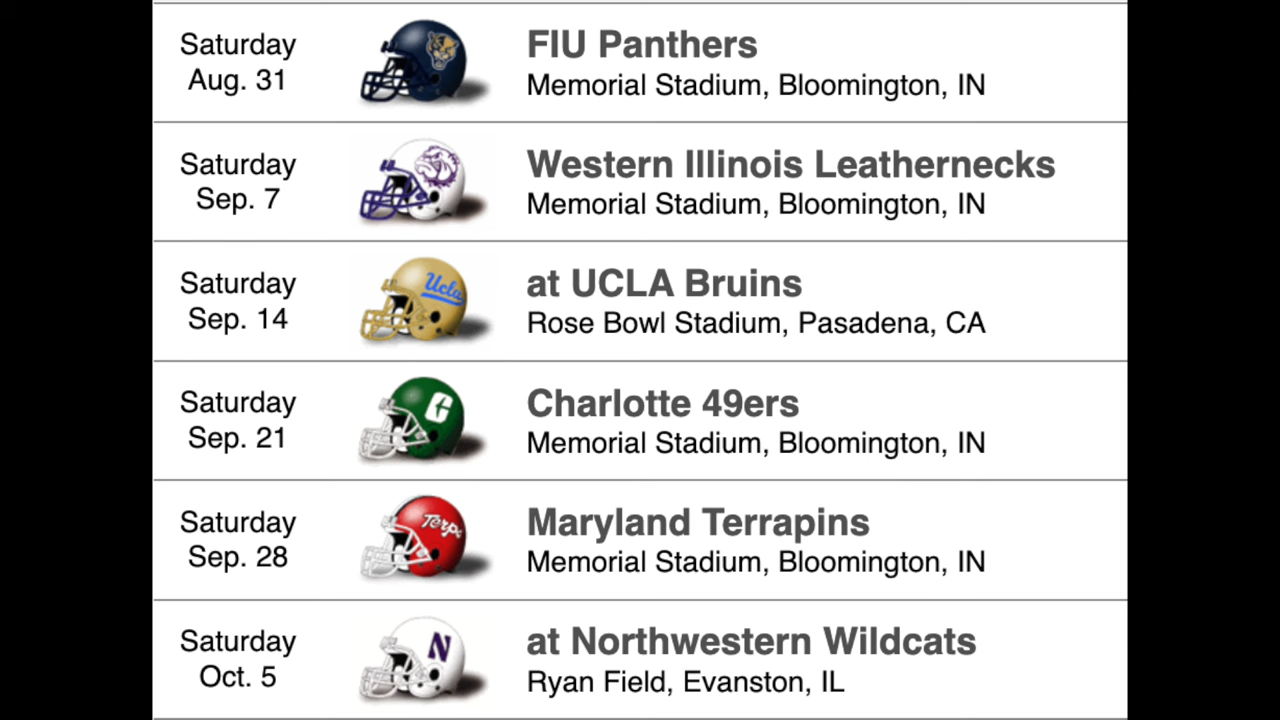 Saturday
Aug. 31
FIU Panthers
Memorial Stadium, Bloomington, IN
Saturday
Sep. 7
Western Illinois Leathernecks
Memorial Stadium, Bloomington, IN
Saturday
Sep. 14
Ucla
at UCLA Bruins
Rose Bowl Stadium, Pasadena, CA
Saturday
Sep. 21
C
Charlotte 49ers
Memorial Stadium, Bloomington, IN
Saturday
Sep. 28
Terps
Maryland Terrapins
Memorial Stadium, Bloomington, IN
Saturday
Oct. 5
N
at Northwestern Wildcats
Ryan Field, Evanston, IL